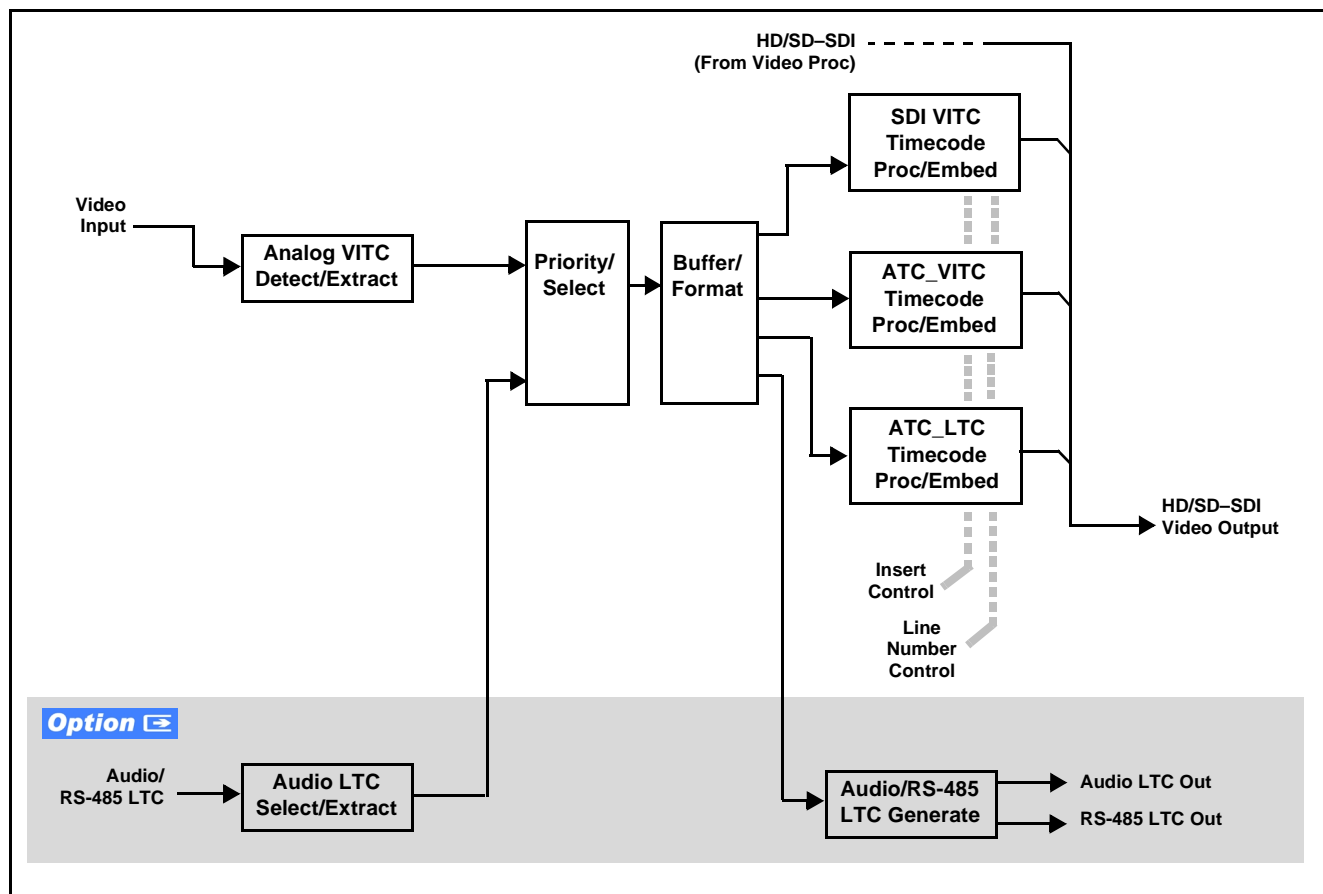 HD/SD–SDI
(From Video Proc)
SDI VITC
Timecode
Proc/Embed
Video
Input
Analog VITC
Detect/Extract
Priority/
Select
Buffer/
Format
ATC_VITC
Timecode
Proc/Embed
ATC_LTC
Timecode
Proc/Embed
HD/SD–SDI
Video Output
Insert
Control
Line
Number
Control
Option
Audio/
RS-485 LTC
Audio LTC
Select/Extract
Audio/RS-485
LTC Generate
Audio LTC Out
RS-485 LTC Out